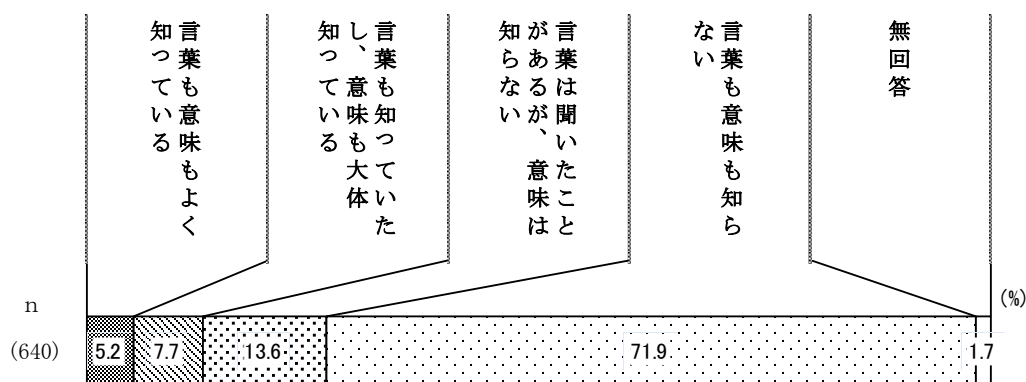 言葉も意味もよく
知っている
言葉も知っていた
し、意味も大体
知っている
言葉は聞いたこと
があるが、意味は
知らない
言葉も意味も知ら
ない
無回答
n
(%)
(640)
5.2
7.7
13.6
71.9
1.7